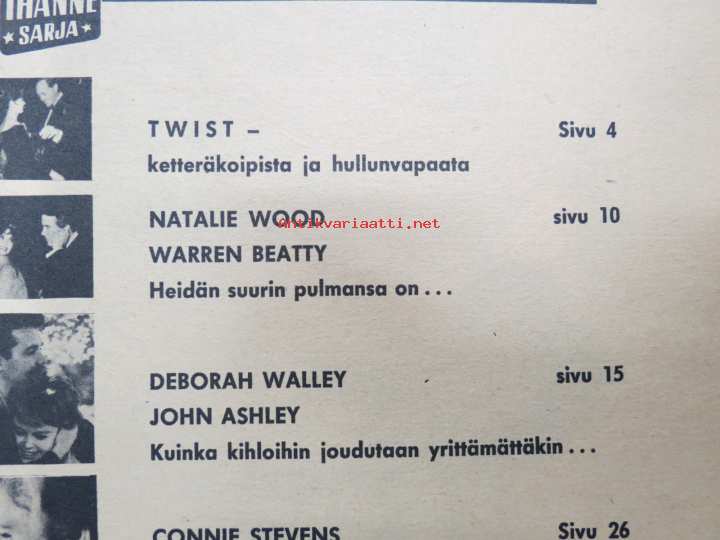 IHANNE
SARJA
TWIST – Sivu 4
ketteräkoipista ja hullunvapaata
NATALIE WOOD sivu 10
Antikvariaatti.net
WARREN BEATTY
Heidän suurin pulmansa on...
DEBORAH WALLEY sivu 15
JOHN ASHLEY
Kuinka kihloihin joudutaan yrittämättäkin...
CONNIE STEVENS Sivu 26